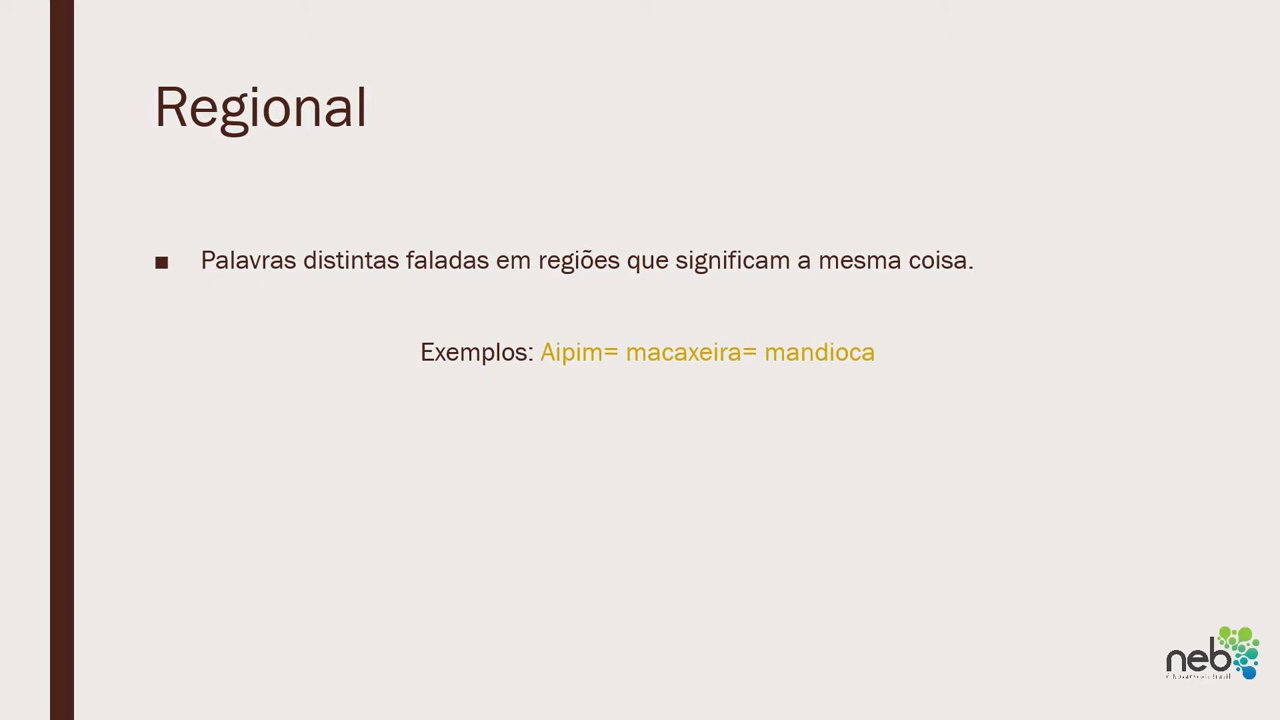 Regional
■ Palavras distintas faladas em regiões que significam a mesma coisa.
Exemplos: Aipim= macaxeira= mandioca
neb